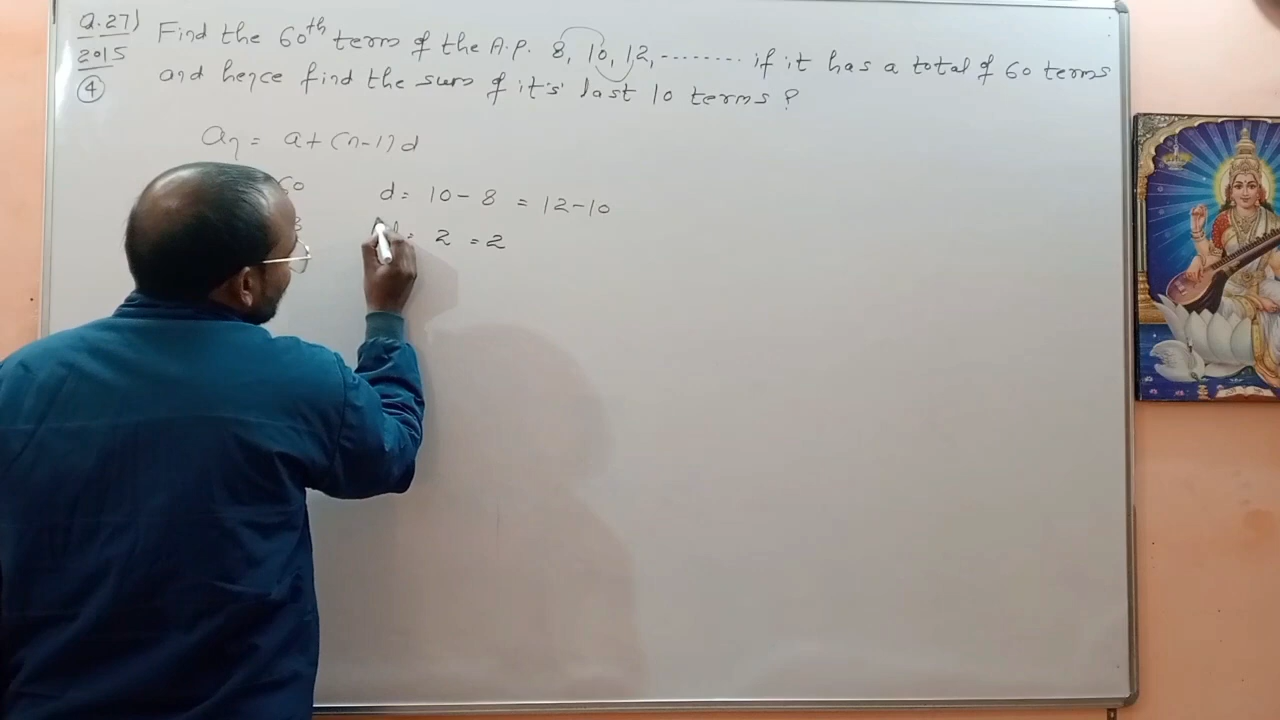 Q.27) Find the 60th term of the A.P. 8, 10, 12, -------- if it has a total of 60 terms
2015
④ and hence find the sum of it's last 10 terms?
an = a + (n-1)d
60 d = 10 - 8 = 12 - 10
= 2 = 2